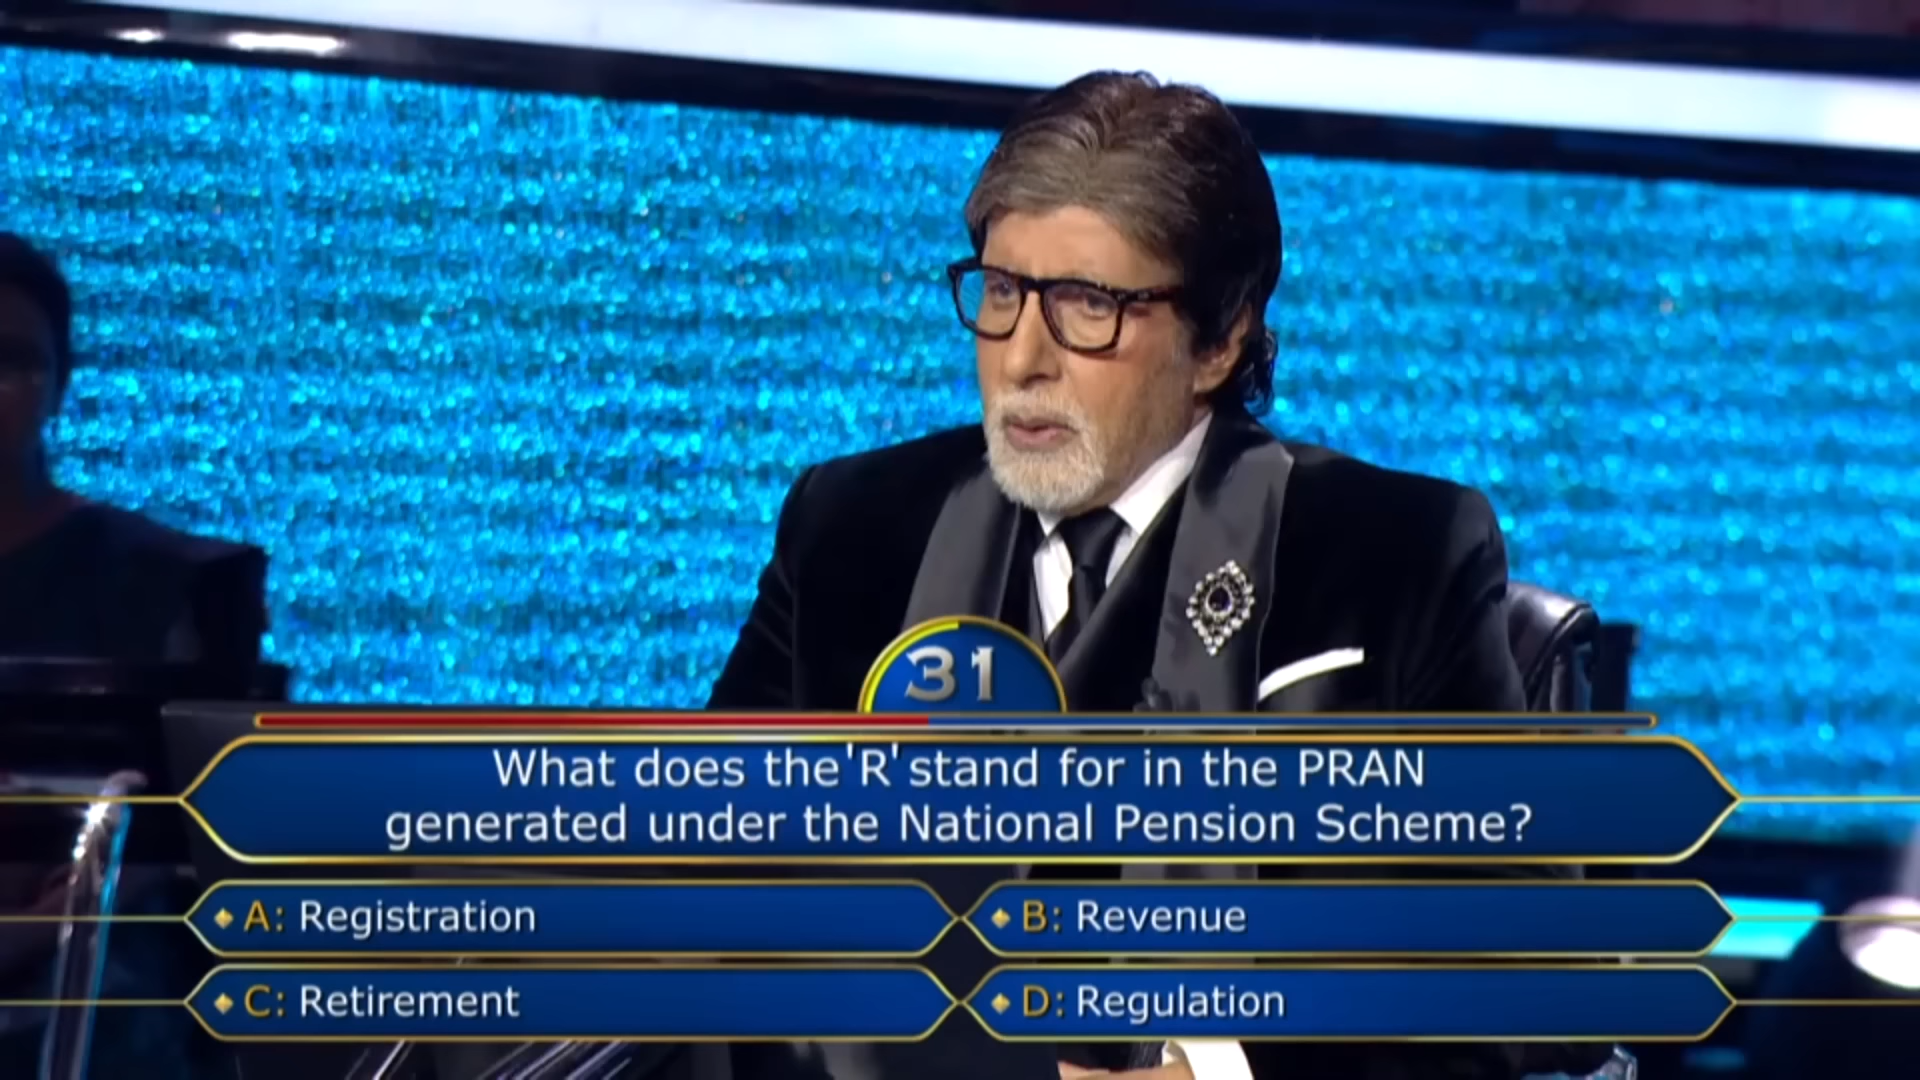 31
What does the 'R' stand for in the PRAN
generated under the National Pension Scheme?
A: Registration
B: Revenue
C: Retirement
D: Regulation